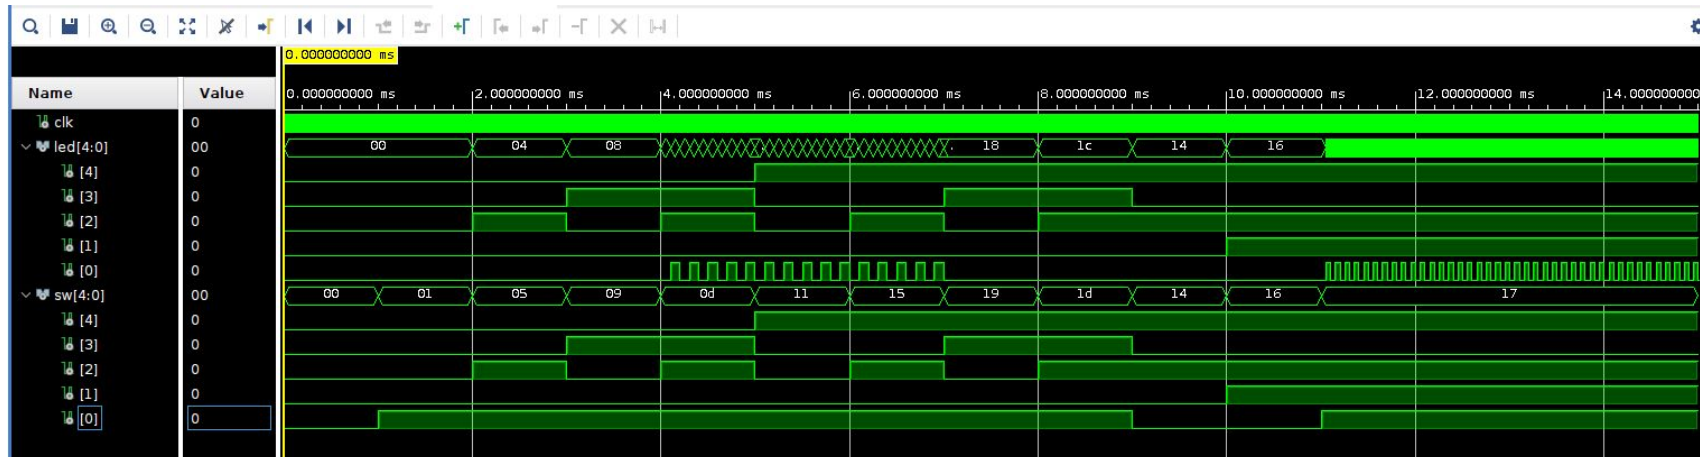 0.000000000 ms
Name Value
0.000000000 ms 2.000000000 ms 4.000000000 ms 6.000000000 ms 8.000000000 ms 10.000000000 ms 12.000000000 ms 14.000000000
clk 0
led[4:0] 00 00 04 08 . . . 18 1c 14 16
[4] 0
[3] 0
[2] 0
[1] 0
[0] 0
sw[4:0] 00 00 01 05 09 0d 11 15 19 1d 14 16 17
[4] 0
[3] 0
[2] 0
[1] 0
[0] 0